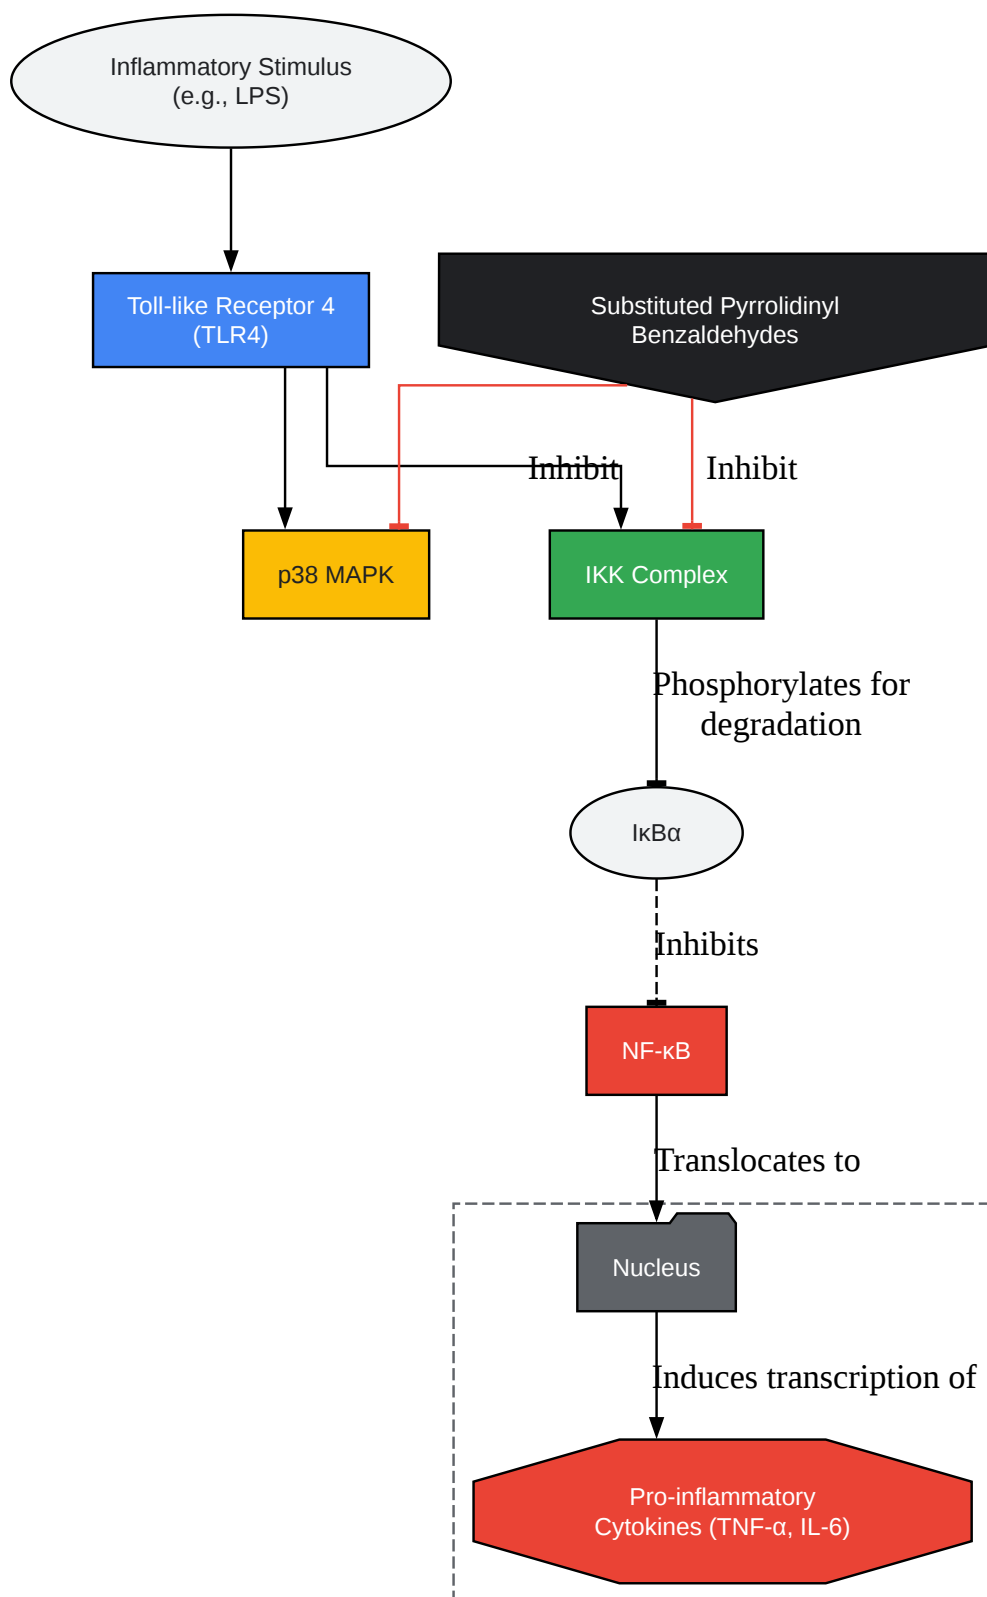 Inflammatory Stimulus
(e.g., LPS)
Toll-like Receptor 4
(TLR4)
Substituted Pyrrolidinyl
Benzaldehydes
Inhibit
Inhibit
p38 MAPK
IKK Complex
Phosphorylates for
degradation
IκBα
Inhibits
NF-κB
Translocates to
Nucleus
Induces transcription of
Pro-inflammatory
Cytokines (TNF-α, IL-6)